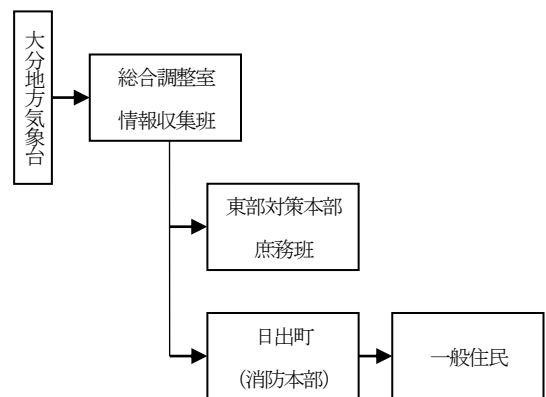 大分地方気象台
総合調整室
情報収集班
東部対策本部
庶務班
日出町
(消防本部)
一般住民